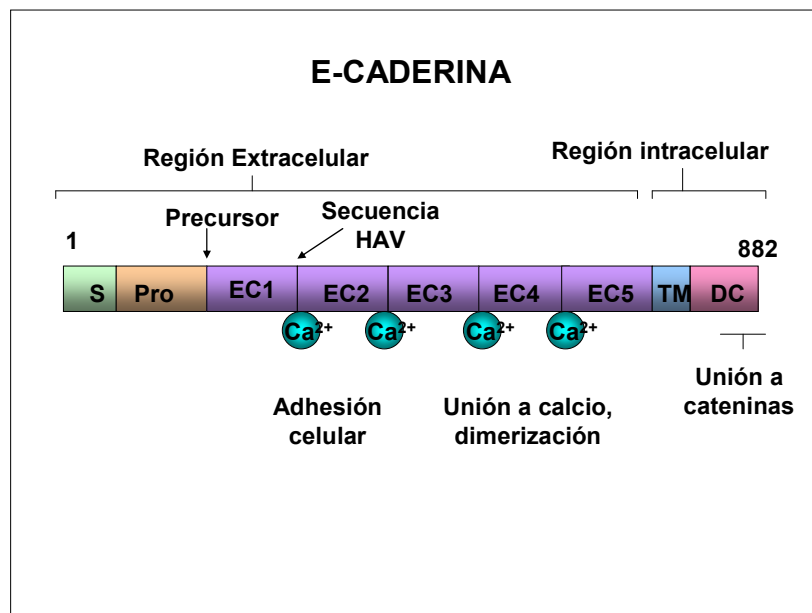 E-CADERINA
Región Extracelular
Región intracelular
Precursor
Secuencia
HAV
1
882
S Pro EC1 EC2 EC3 EC4 EC5 TM DC
Ca²⁺ Ca²⁺ Ca²⁺ Ca²⁺
Adhesión
celular
Unión a calcio,
dimerización
Unión a
cateninas